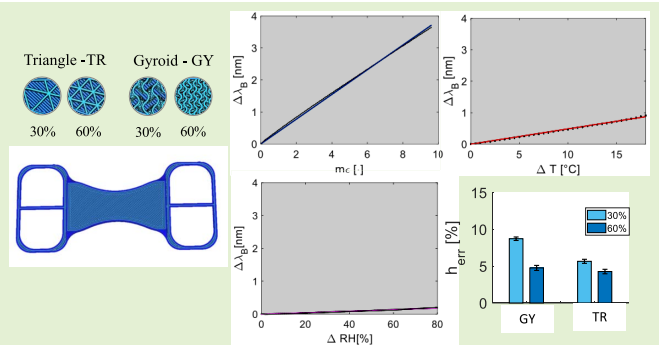 Triangle -TR Gyroid - GY
30% 60% 30% 60%
4
3
2
1
0
Δλ_B [nm]
0 2 4 6 8 10
m_c [ ]
4
3
2
1
0
Δλ_B [nm]
0 5 10 15
Δ T [°C]
4
3
2
1
0
Δλ_B [nm]
0 20 40 60 80
Δ RH[%]
15
10
5
0
h_err [%]
30%
60%
GY TR